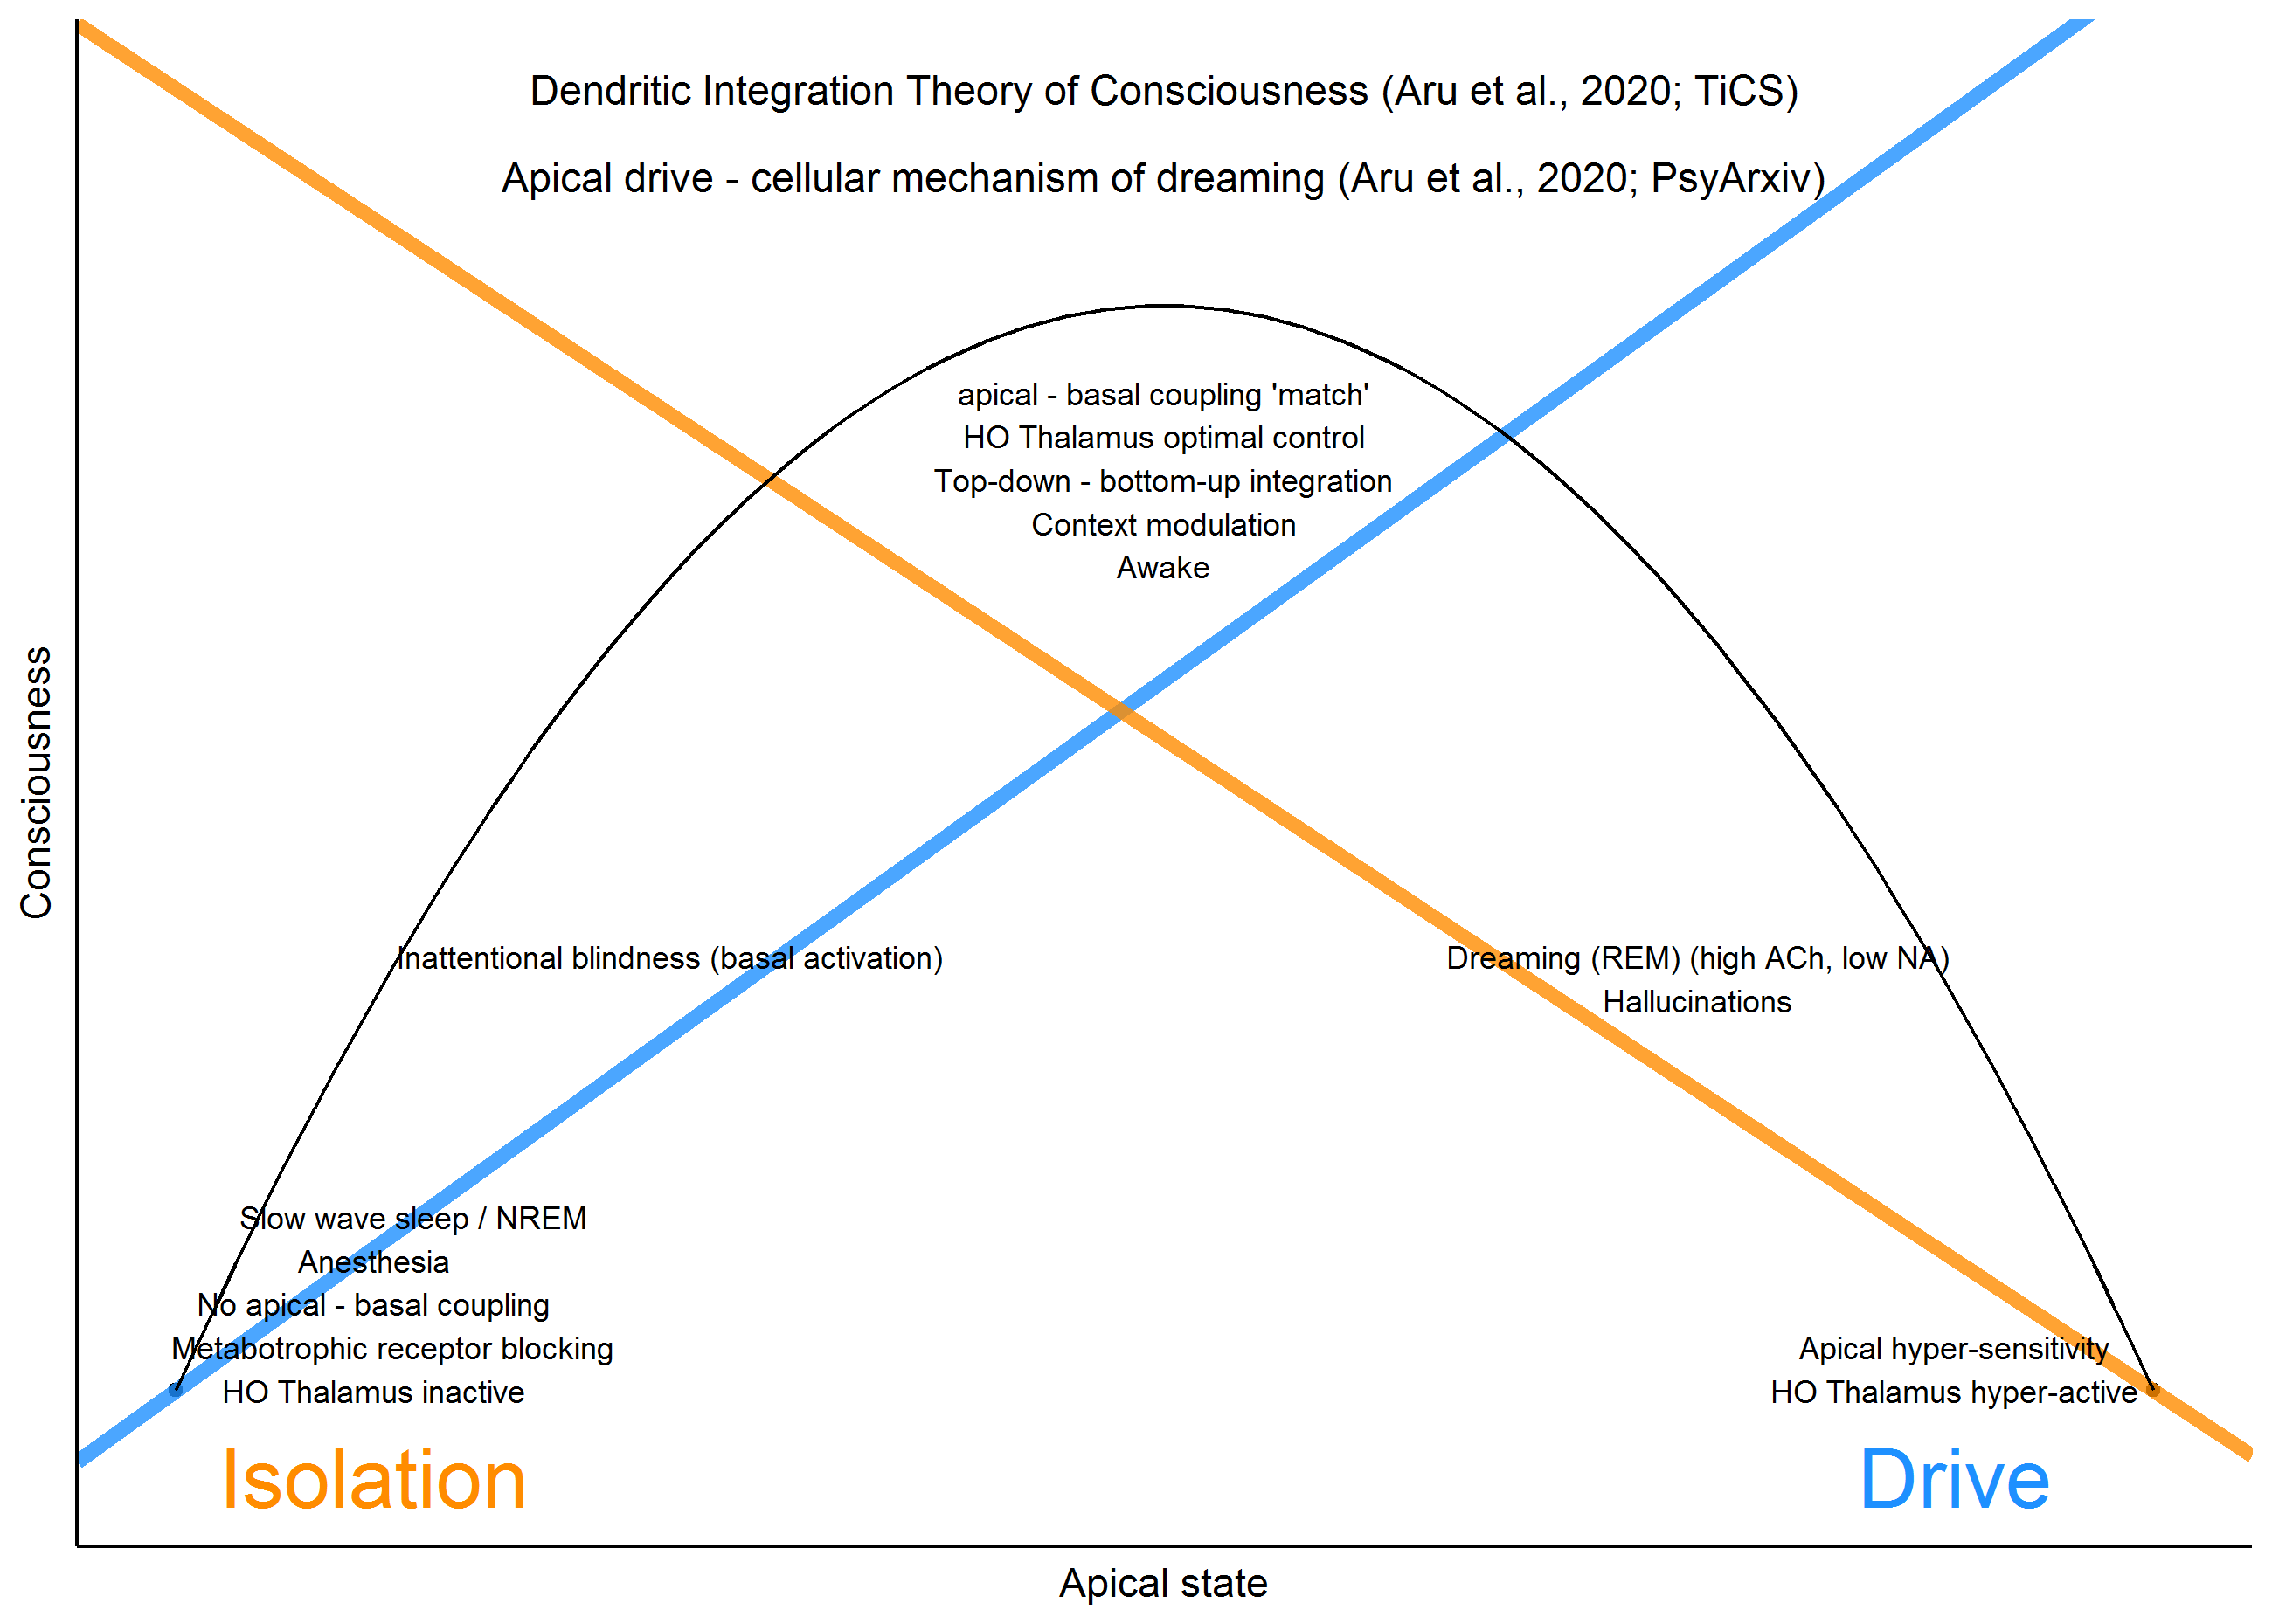 Dendritic Integration Theory of Consciousness (Aru et al., 2020; TiCS)
Apical drive - cellular mechanism of dreaming (Aru et al., 2020; PsyArxiv)
apical - basal coupling 'match'
HO Thalamus optimal control
Top-down - bottom-up integration
Context modulation
Awake
Consciousness
Inattentional blindness (basal activation)
Dreaming (REM) (high ACh, low NA)
Hallucinations
Slow wave sleep / NREM
Anesthesia
No apical - basal coupling
Metabotrophic receptor blocking
HO Thalamus inactive
Apical hyper-sensitivity
HO Thalamus hyper-active
Isolation
Drive
Apical state